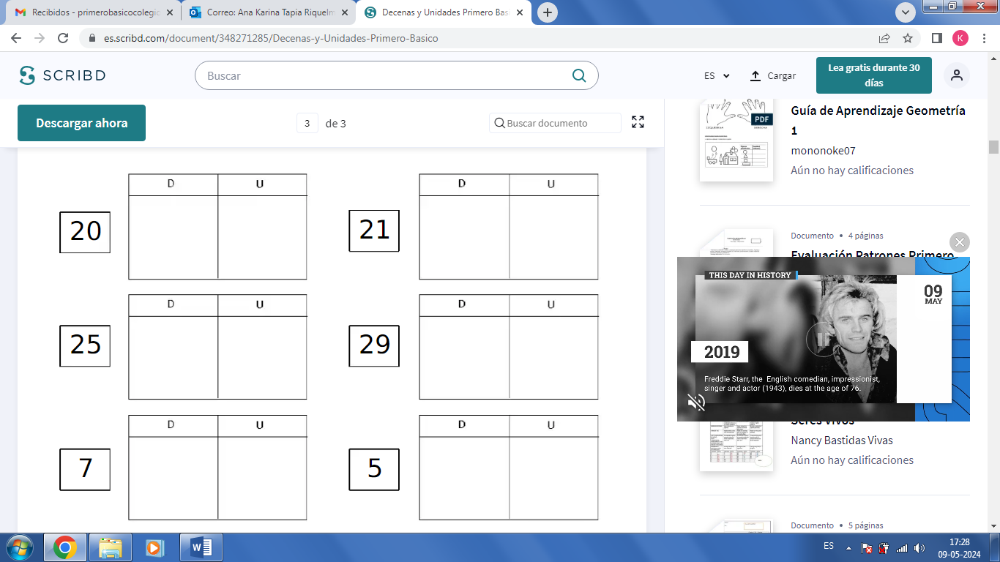 Recibidos - primerobasicocolegio
Correo: Ana Karina Tapia Riquelm
Decenas y Unidades Primero Bas
es.scribd.com/document/348271285/Decenas-y-Unidades-Primero-Basico
K
SCRIBD
Buscar
ES
Cargar
Lea gratis durante 30
días
Descargar ahora
3 de 3
Buscar documento
D U
20
D U
21
D U
25
D U
29
D U
7
D U
5
PDF
Guía de Aprendizaje Geometría
1
mononoke07
Aún no hay calificaciones
Documento • 4 páginas
Evaluación Patrones Primero
THIS DAY IN HISTORY
09
MAY
2019
Freddie Starr, the English comedian, impressionist,
singer and actor (1943), dies at the age of 76.
Seres Vivos
Nancy Bastidas Vivas
Aún no hay calificaciones
Documento • 5 páginas
ES
17:28
09-05-2024